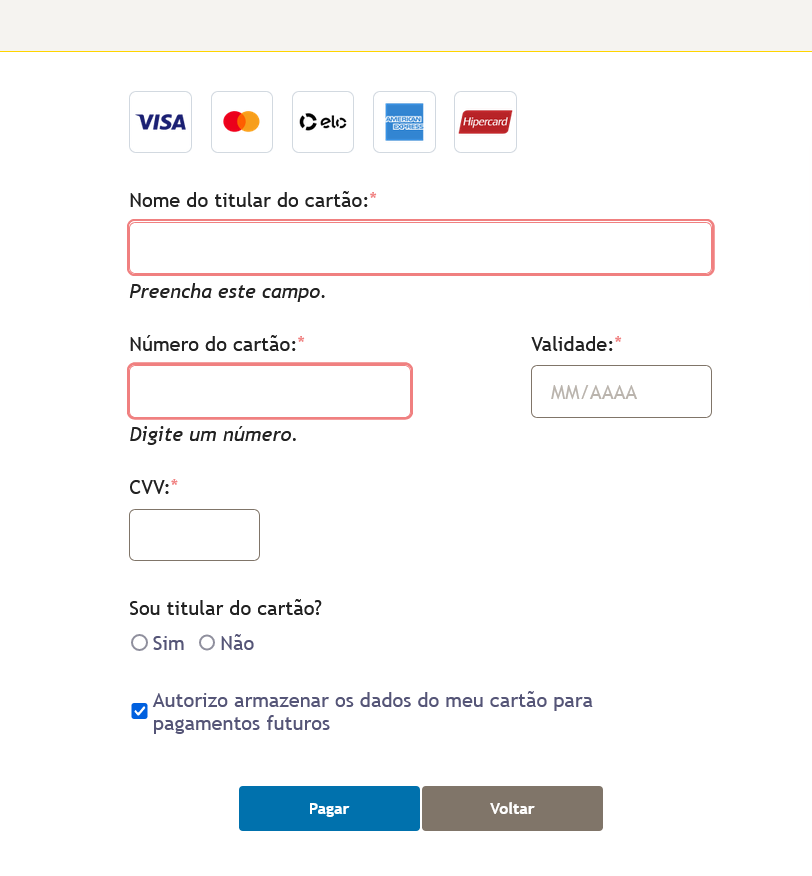 VISA
elo
AMERICAN
EXPRESS
Hipercard
Nome do titular do cartão:*
Preencha este campo.
Número do cartão:*
Validade:*
MM/AAAA
Digite um número.
CVV:*
Sou titular do cartão?
Sim
Não
Autorizo armazenar os dados do meu cartão para
pagamentos futuros
Pagar
Voltar